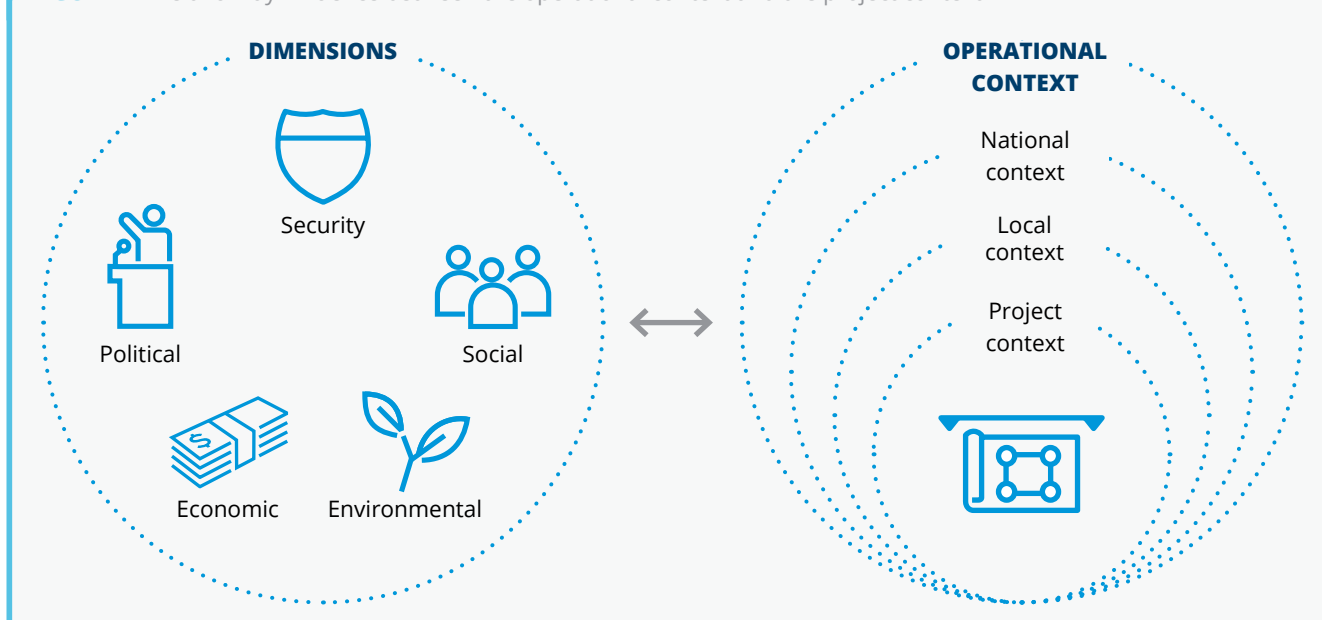 DIMENSIONS
Security
Political
Social
Economic
Environmental
OPERATIONAL
CONTEXT
National
context
Local
context
Project
context
$